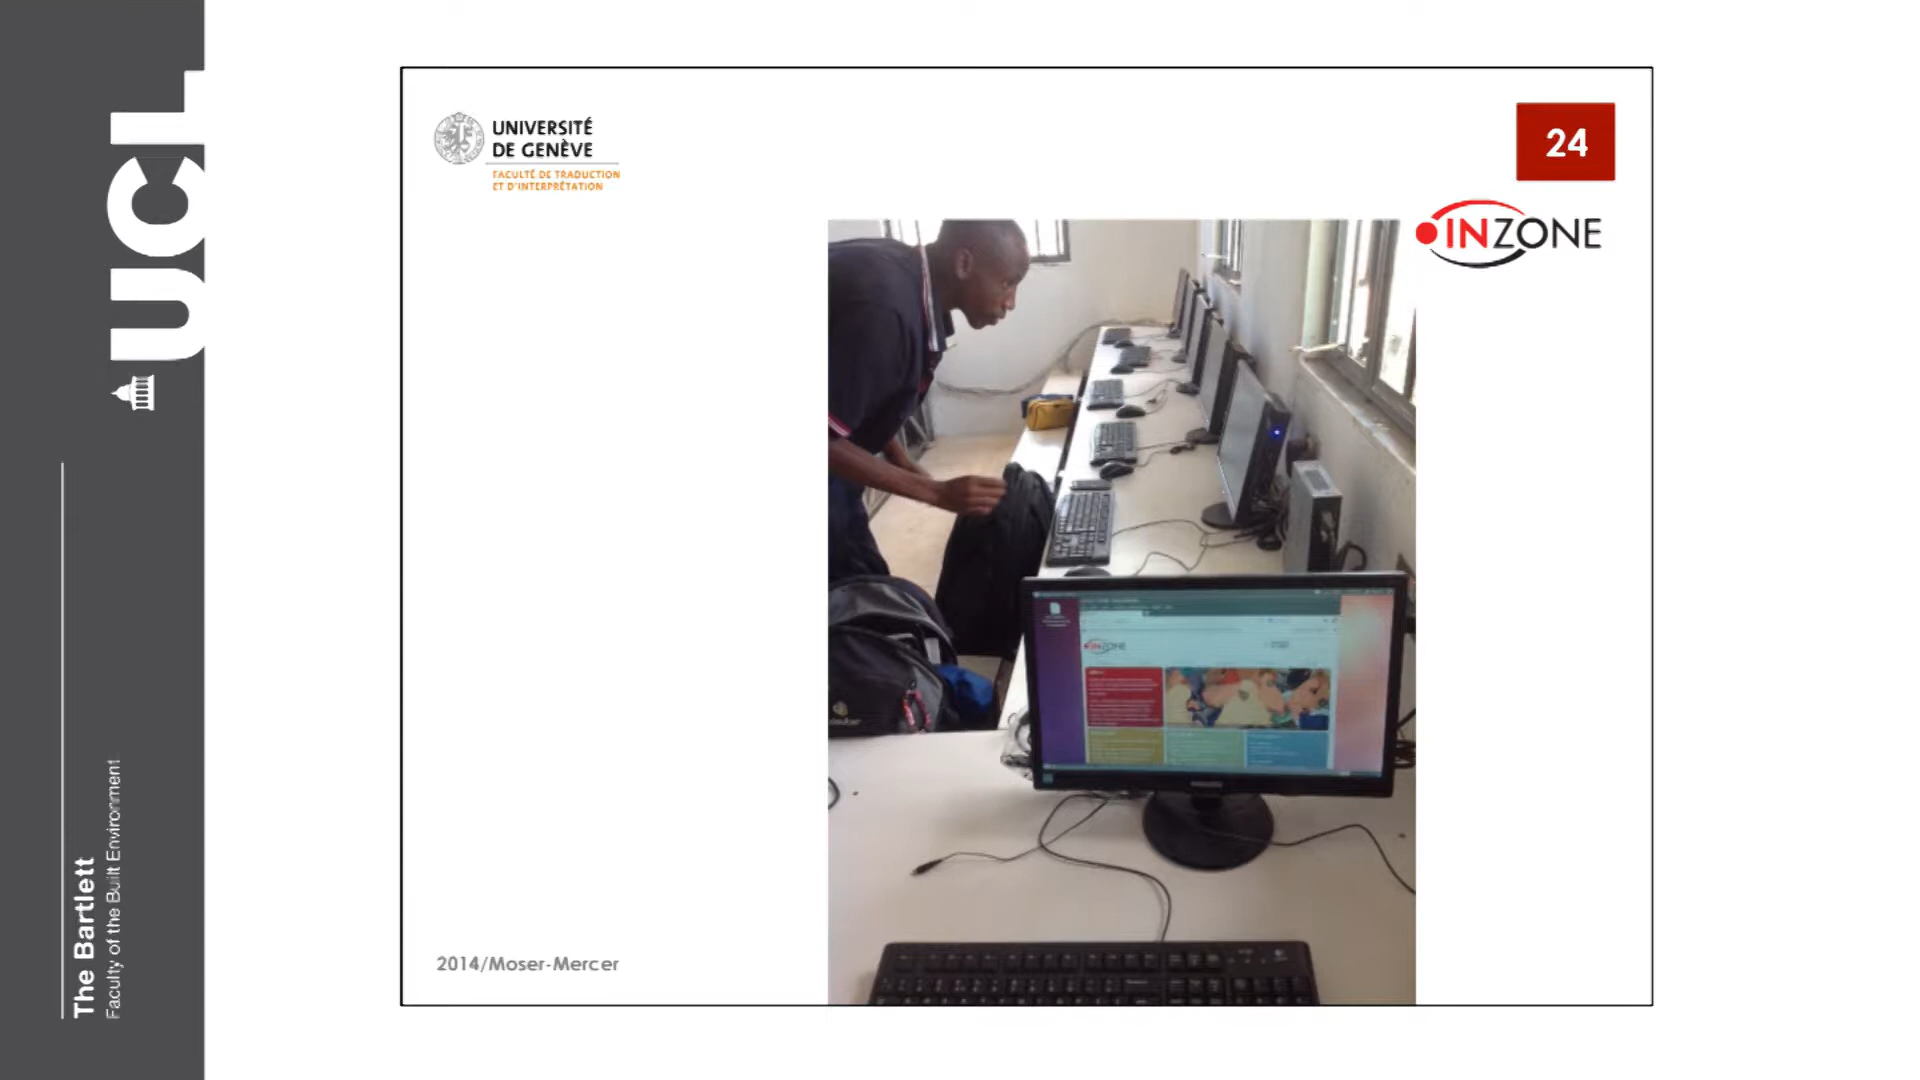 UCL
The Bartlett
Faculty of the Built Environment
UNIVERSITÉ
DE GENÈVE
FACULTÉ DE TRADUCTION
ET D'INTERPRÉTATION
24
INZONE
INZONE
2014/Moser-Mercer